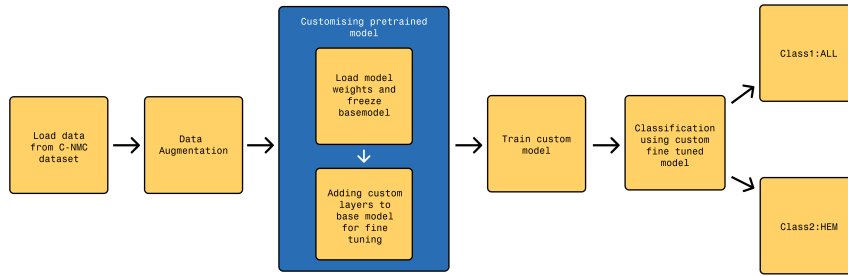 Load data
from C-NMC
dataset
Data
Augmentation
Customising pretrained
model
Load model
weights and
freeze
basemodel
Adding custom
layers to
base model
for fine
tuning
Train custom
model
Classification
using custom
fine tuned
model
Class1:ALL
Class2:HEM